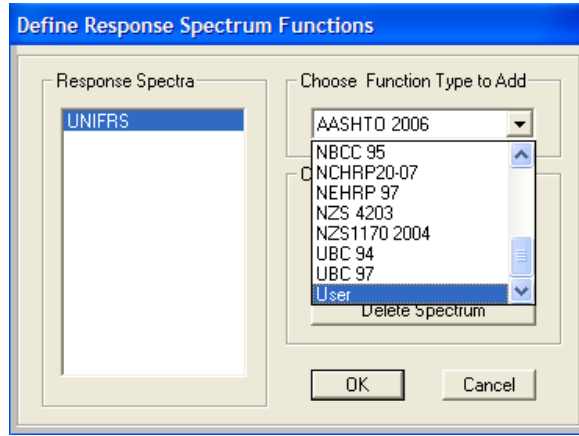 Define Response Spectrum Functions
Response Spectra
UNIFRS
Choose Function Type to Add
AASHTO 2006
NBCC 95
NCHRP20-07
NEHRP 97
NZS 4203
NZS1170 2004
UBC 94
UBC 97
User
Delete Spectrum
OK
Cancel